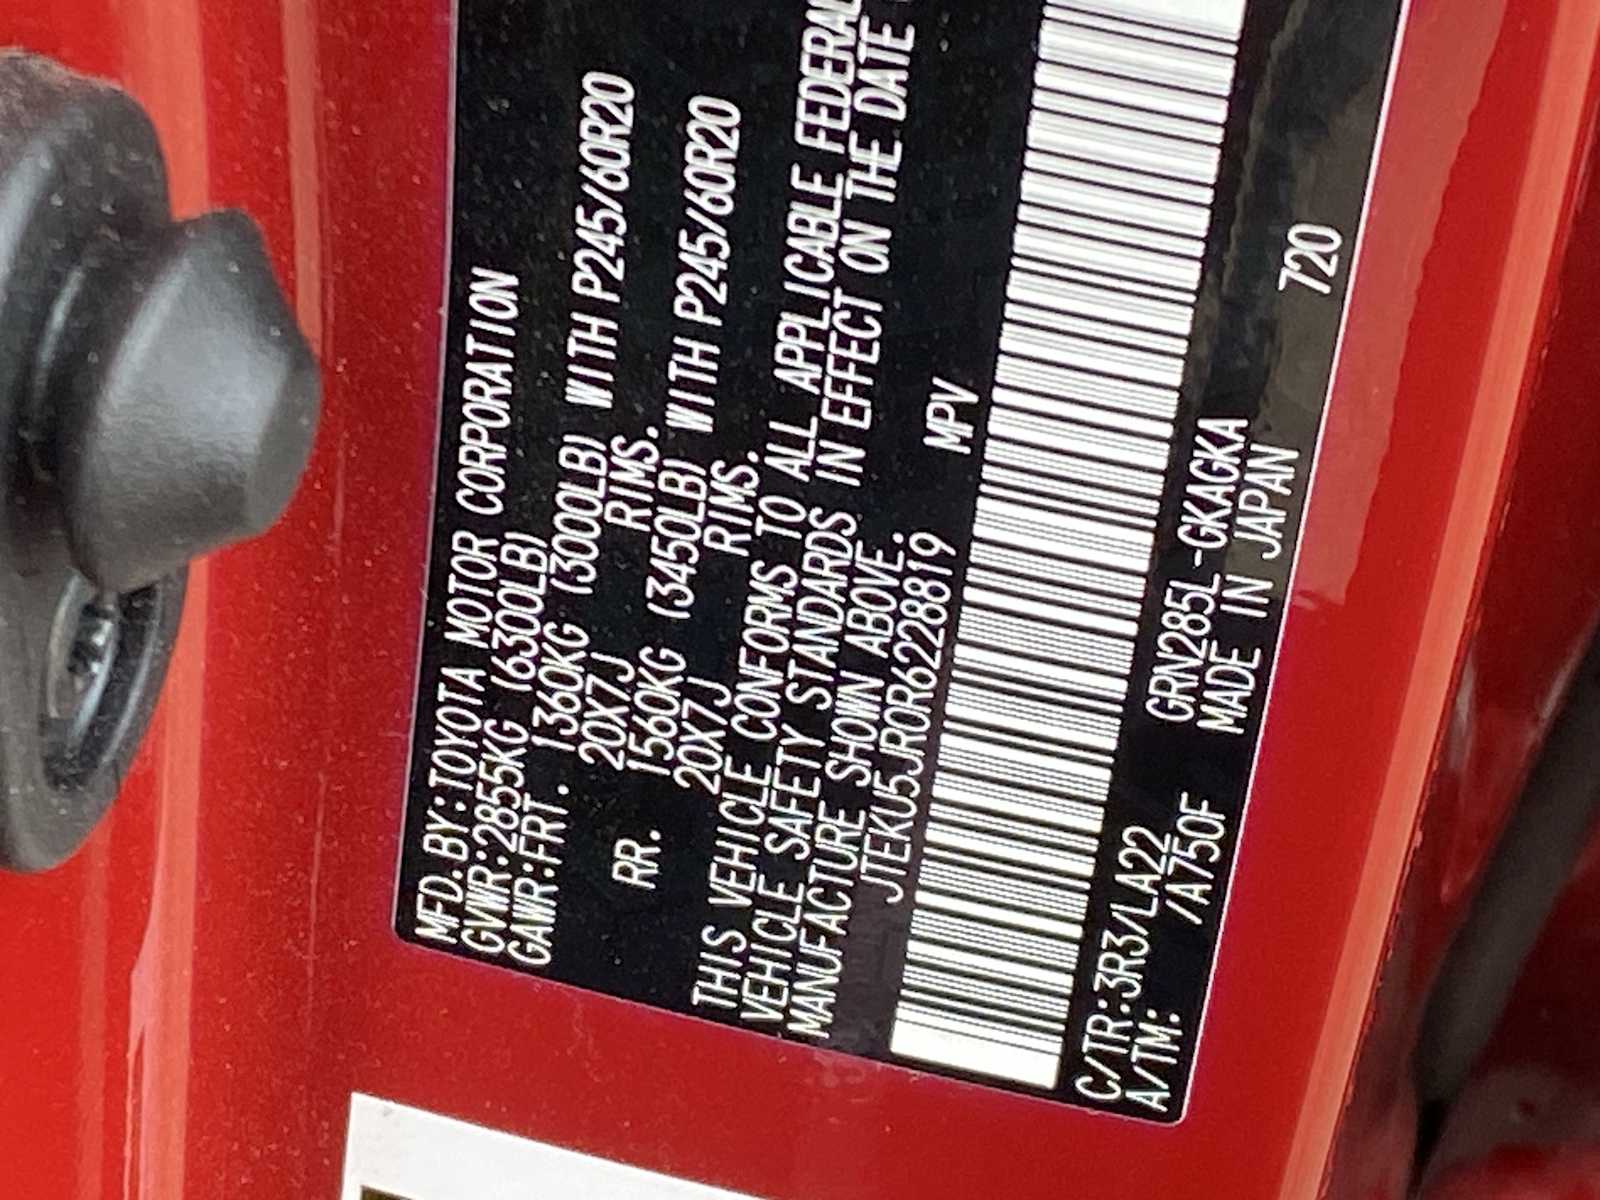 MFD.BY:TOYOTA MOTOR CORPORATION
GVWR:2855KG (6300LB)
GAWR:FRT. 1360KG (3000LB) WITH P245/60R20
20X7J RIMS.
RR. 1560KG (3450LB) WITH P245/60R20
20X7J RIMS.
THIS VEHICLE CONFORMS TO ALL APPLICABLE FEDERAL
VEHICLE SAFETY STANDARDS IN EFFECT ON THE DATE
MANUFACTURE SHOWN ABOVE.
JTEKU5JR0R6228819 MPV
C/TR:3R3/LA22 GRN285L-GKAGKA
A/TM: /A750F MADE IN JAPAN 720